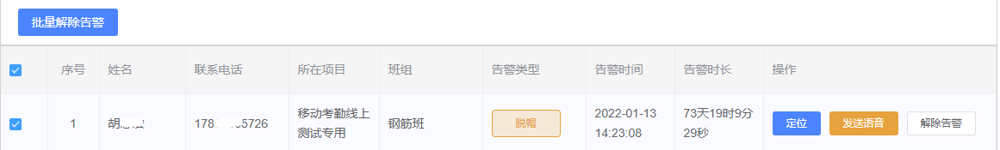 批量解除告警
序号 姓名 联系电话 所在项目 班组 告警类型 告警时间 告警时长 操作
1 胡 178 5726 移动考勤线上 钢筋班 脱帽 2022-01-13 73天19时9分 定位 发送语音 解除告警
测试专用 14:23:08 29秒